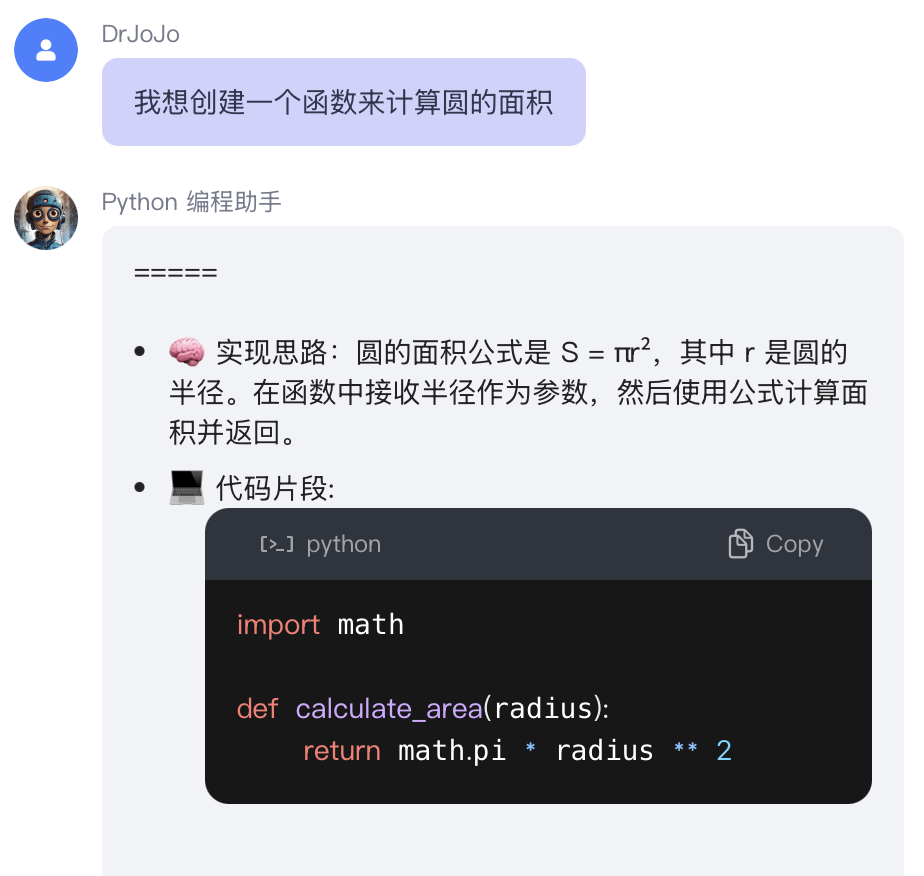 DrJoJo
我想创建一个函数来计算圆的面积
Python 编程助手
=====
• 🧠 实现思路：圆的面积公式是 S = πr²，其中 r 是圆的
半径。在函数中接收半径作为参数，然后使用公式计算面
积并返回。
• 💻 代码片段:
[>_] python Copy
import math
def calculate_area(radius):
return math.pi * radius ** 2